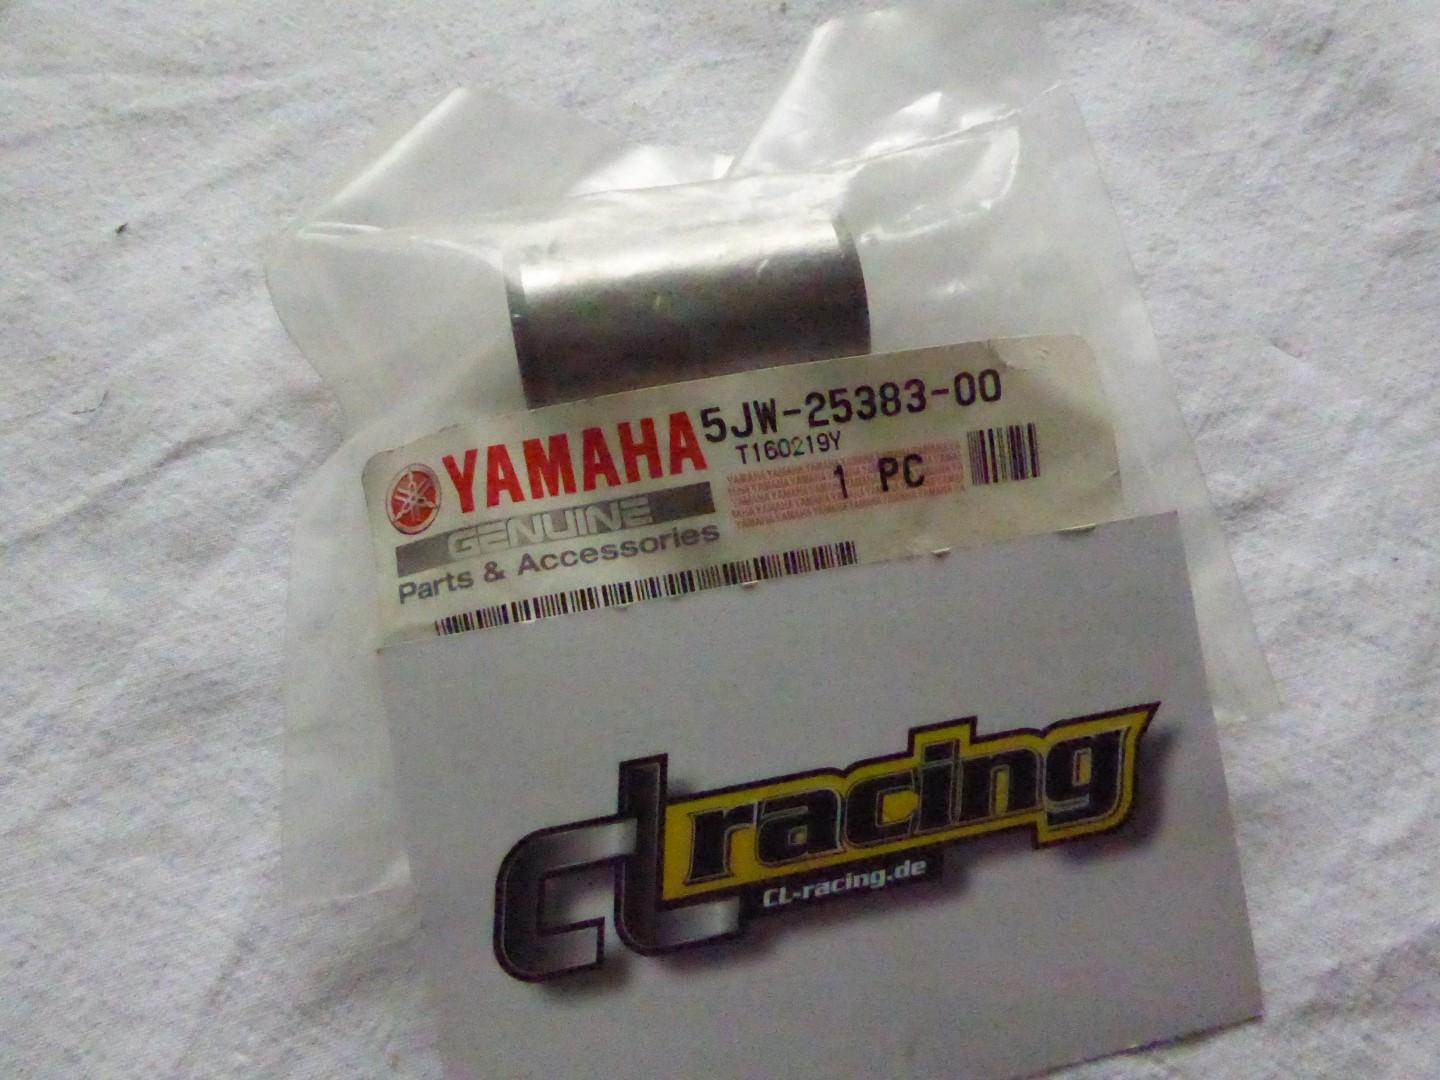 YAMAHA 5JW-25383-00
T160219Y
GENUINE
1 PC
Parts & Accessories
CL racing
CL-racing.de